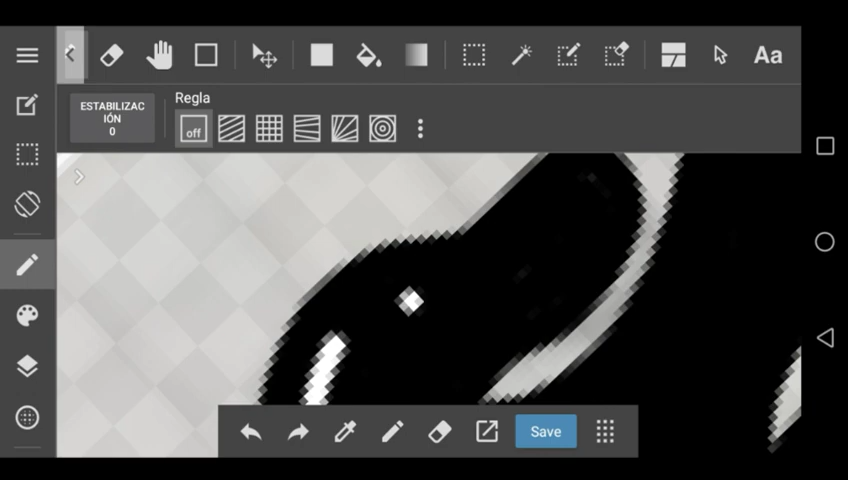 Aa
ESTABILIZAC
IÓN
0
Regla
off
Save